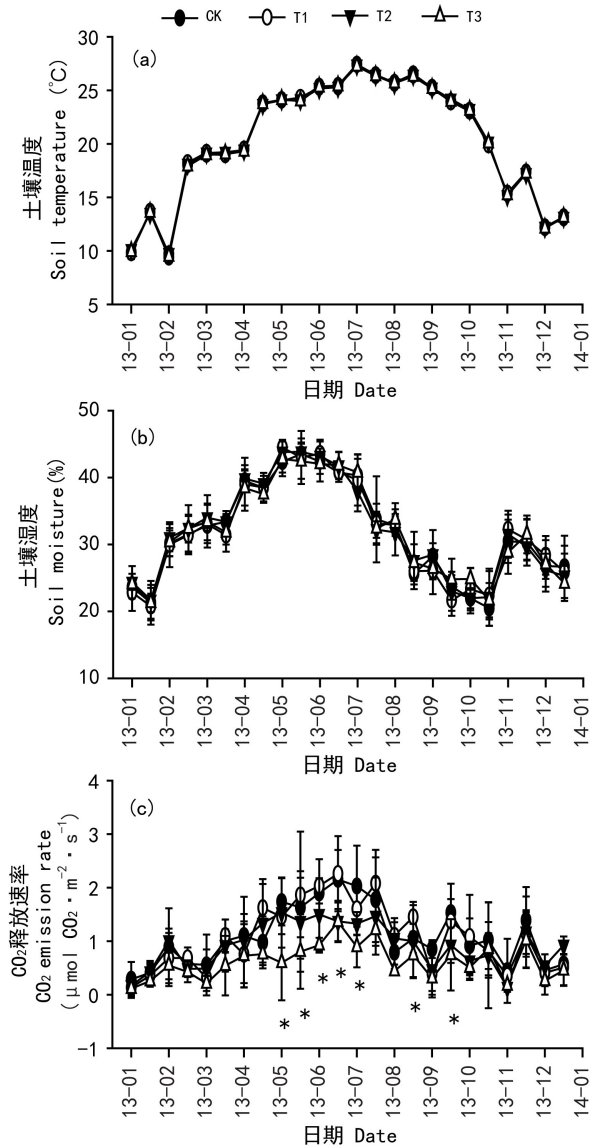 CK T1 T2 T3
(a)
30
25
20
15
10
5
土壤温度
Soil temperature (℃)
13-01 13-02 13-03 13-04 13-05 13-06 13-07 13-08 13-09 13-10 13-11 13-12 14-01
日期 Date
(b)
50
40
30
20
10
土壤湿度
Soil moisture(%)
13-01 13-02 13-03 13-04 13-05 13-06 13-07 13-08 13-09 13-10 13-11 13-12 14-01
日期 Date
(c)
4
3
2
1
0
-1
CO₂释放速率
CO₂ emission rate
(μmol CO₂·m⁻²·s⁻¹)
* * * * * * *
13-01 13-02 13-03 13-04 13-05 13-06 13-07 13-08 13-09 13-10 13-11 13-12 14-01
日期 Date